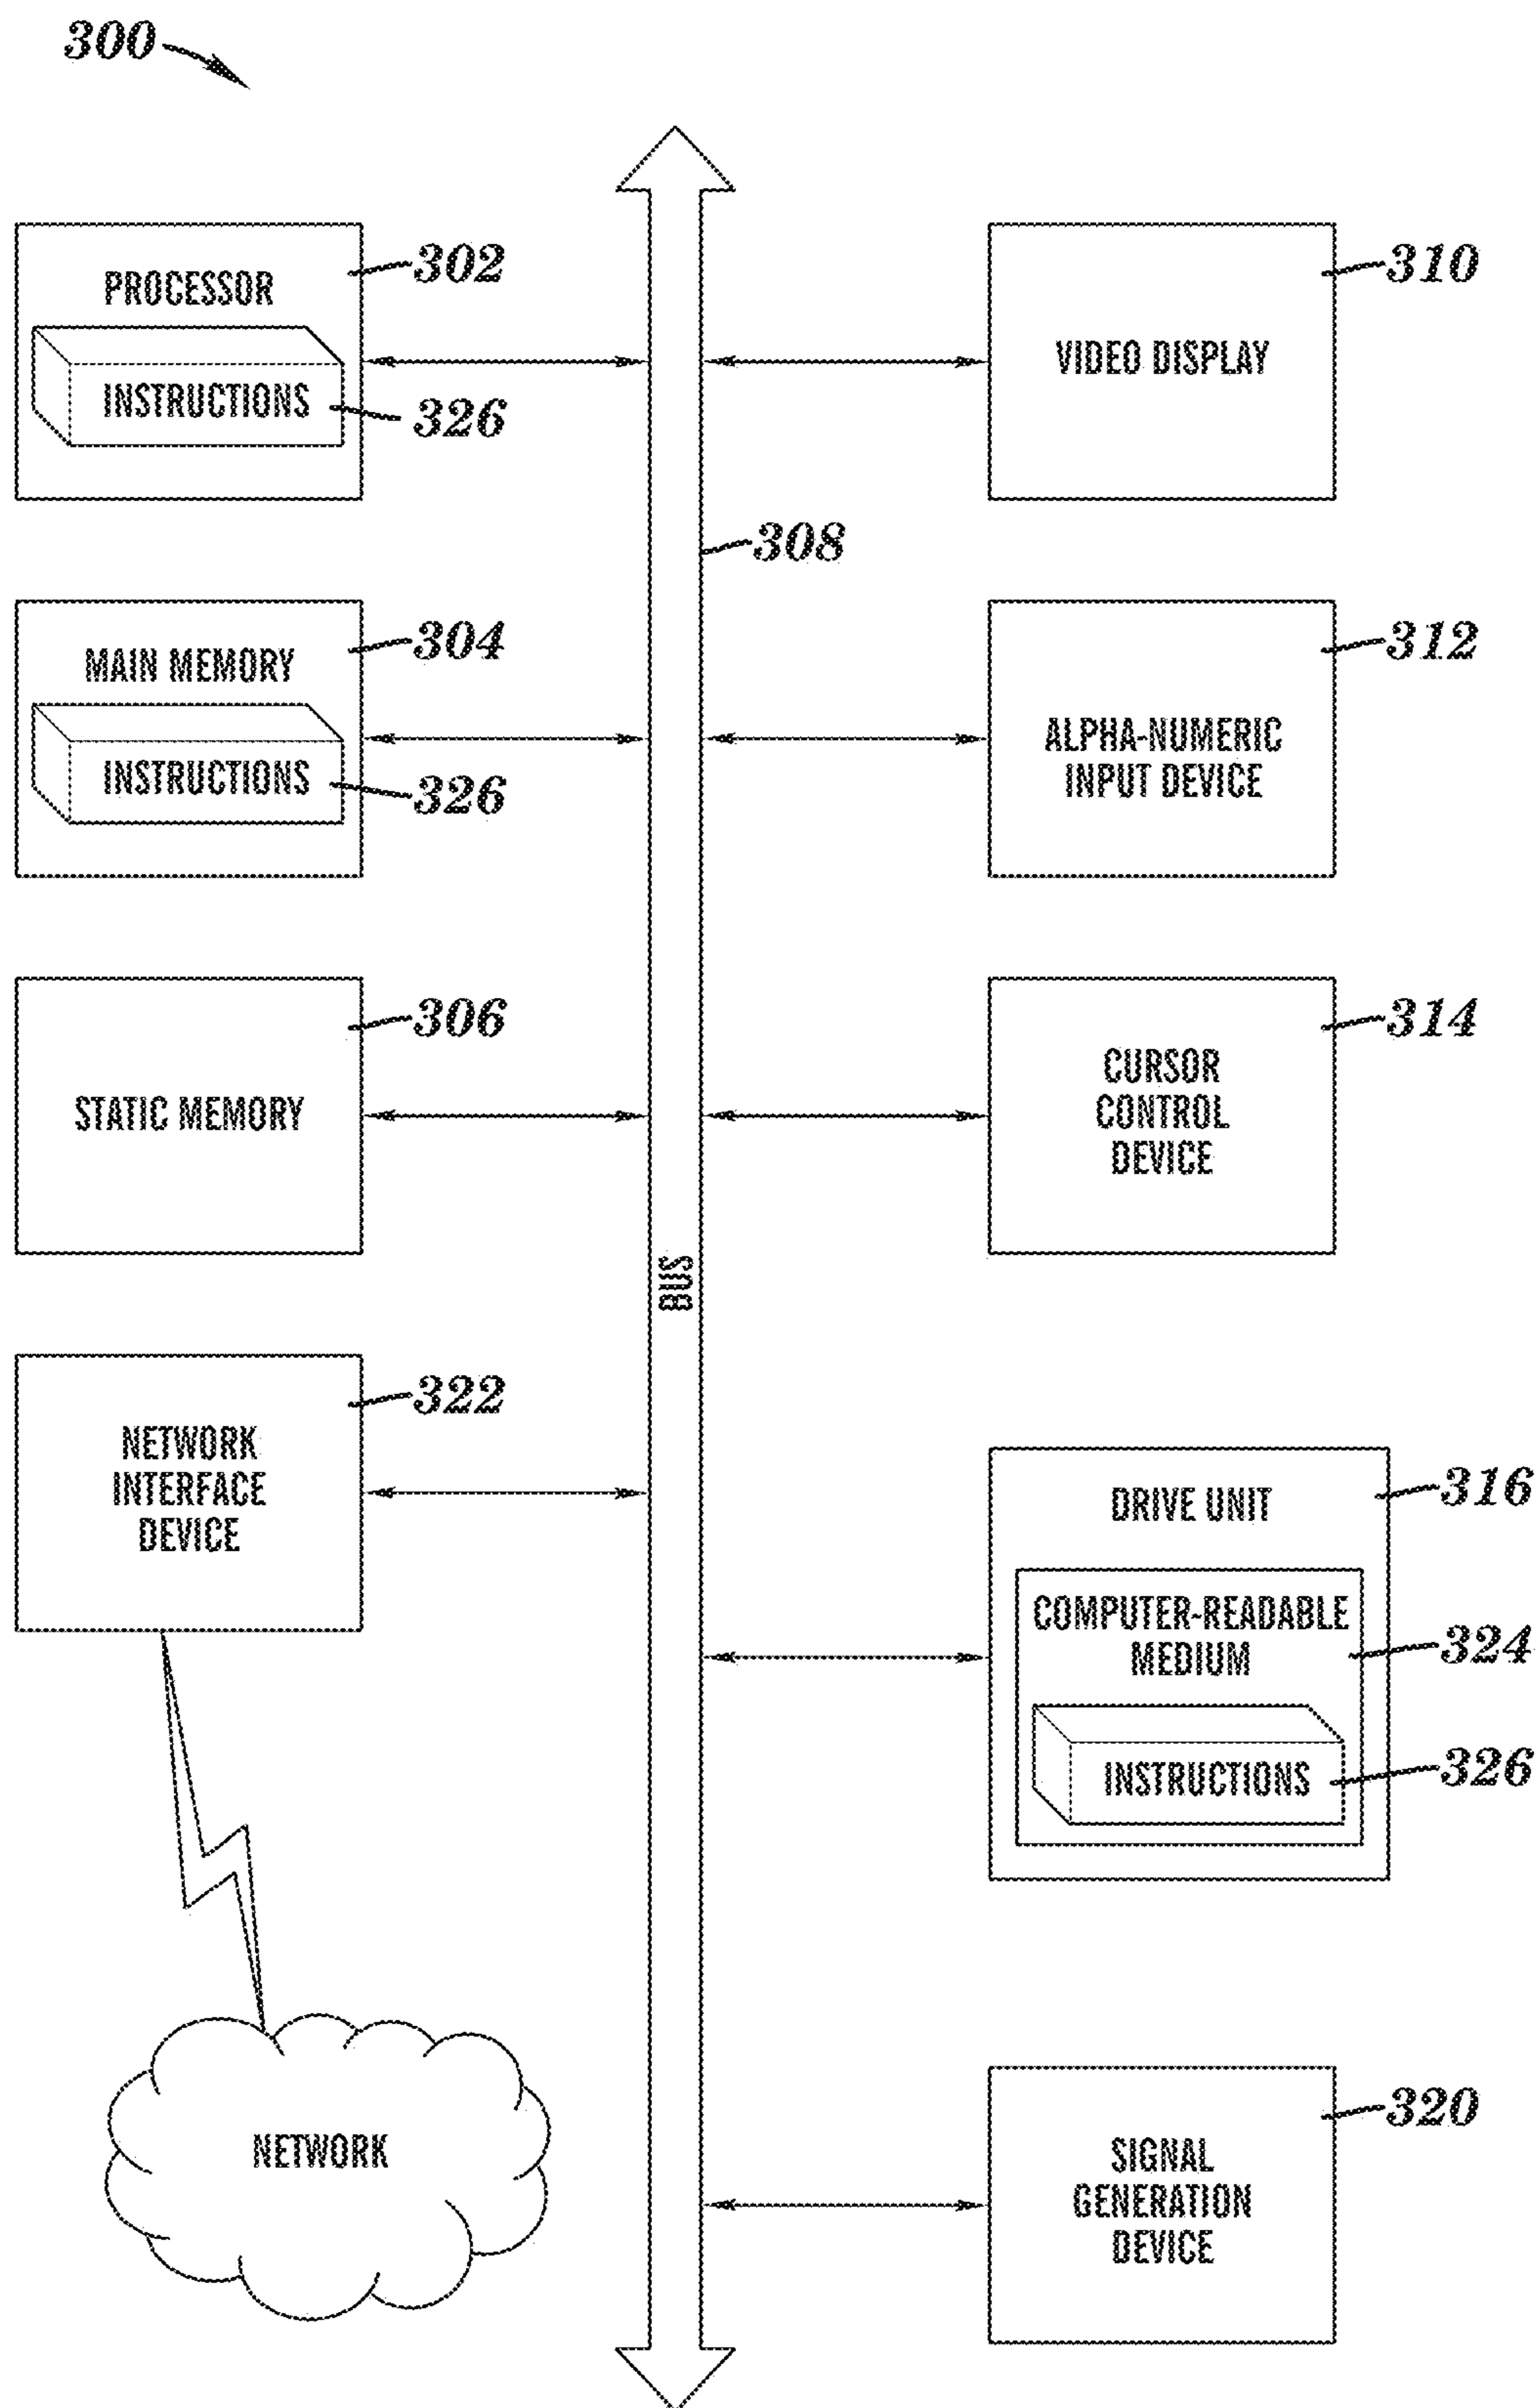 300
PROCESSOR
302
INSTRUCTIONS
326
MAIN MEMORY
304
INSTRUCTIONS
326
STATIC MEMORY
306
NETWORK
INTERFACE
DEVICE
322
NETWORK
BUS
308
VIDEO DISPLAY
310
ALPHA-NUMERIC
INPUT DEVICE
312
CURSOR
CONTROL
DEVICE
314
DRIVE UNIT
316
COMPUTER-READABLE
MEDIUM
324
INSTRUCTIONS
326
SIGNAL
GENERATION
DEVICE
320